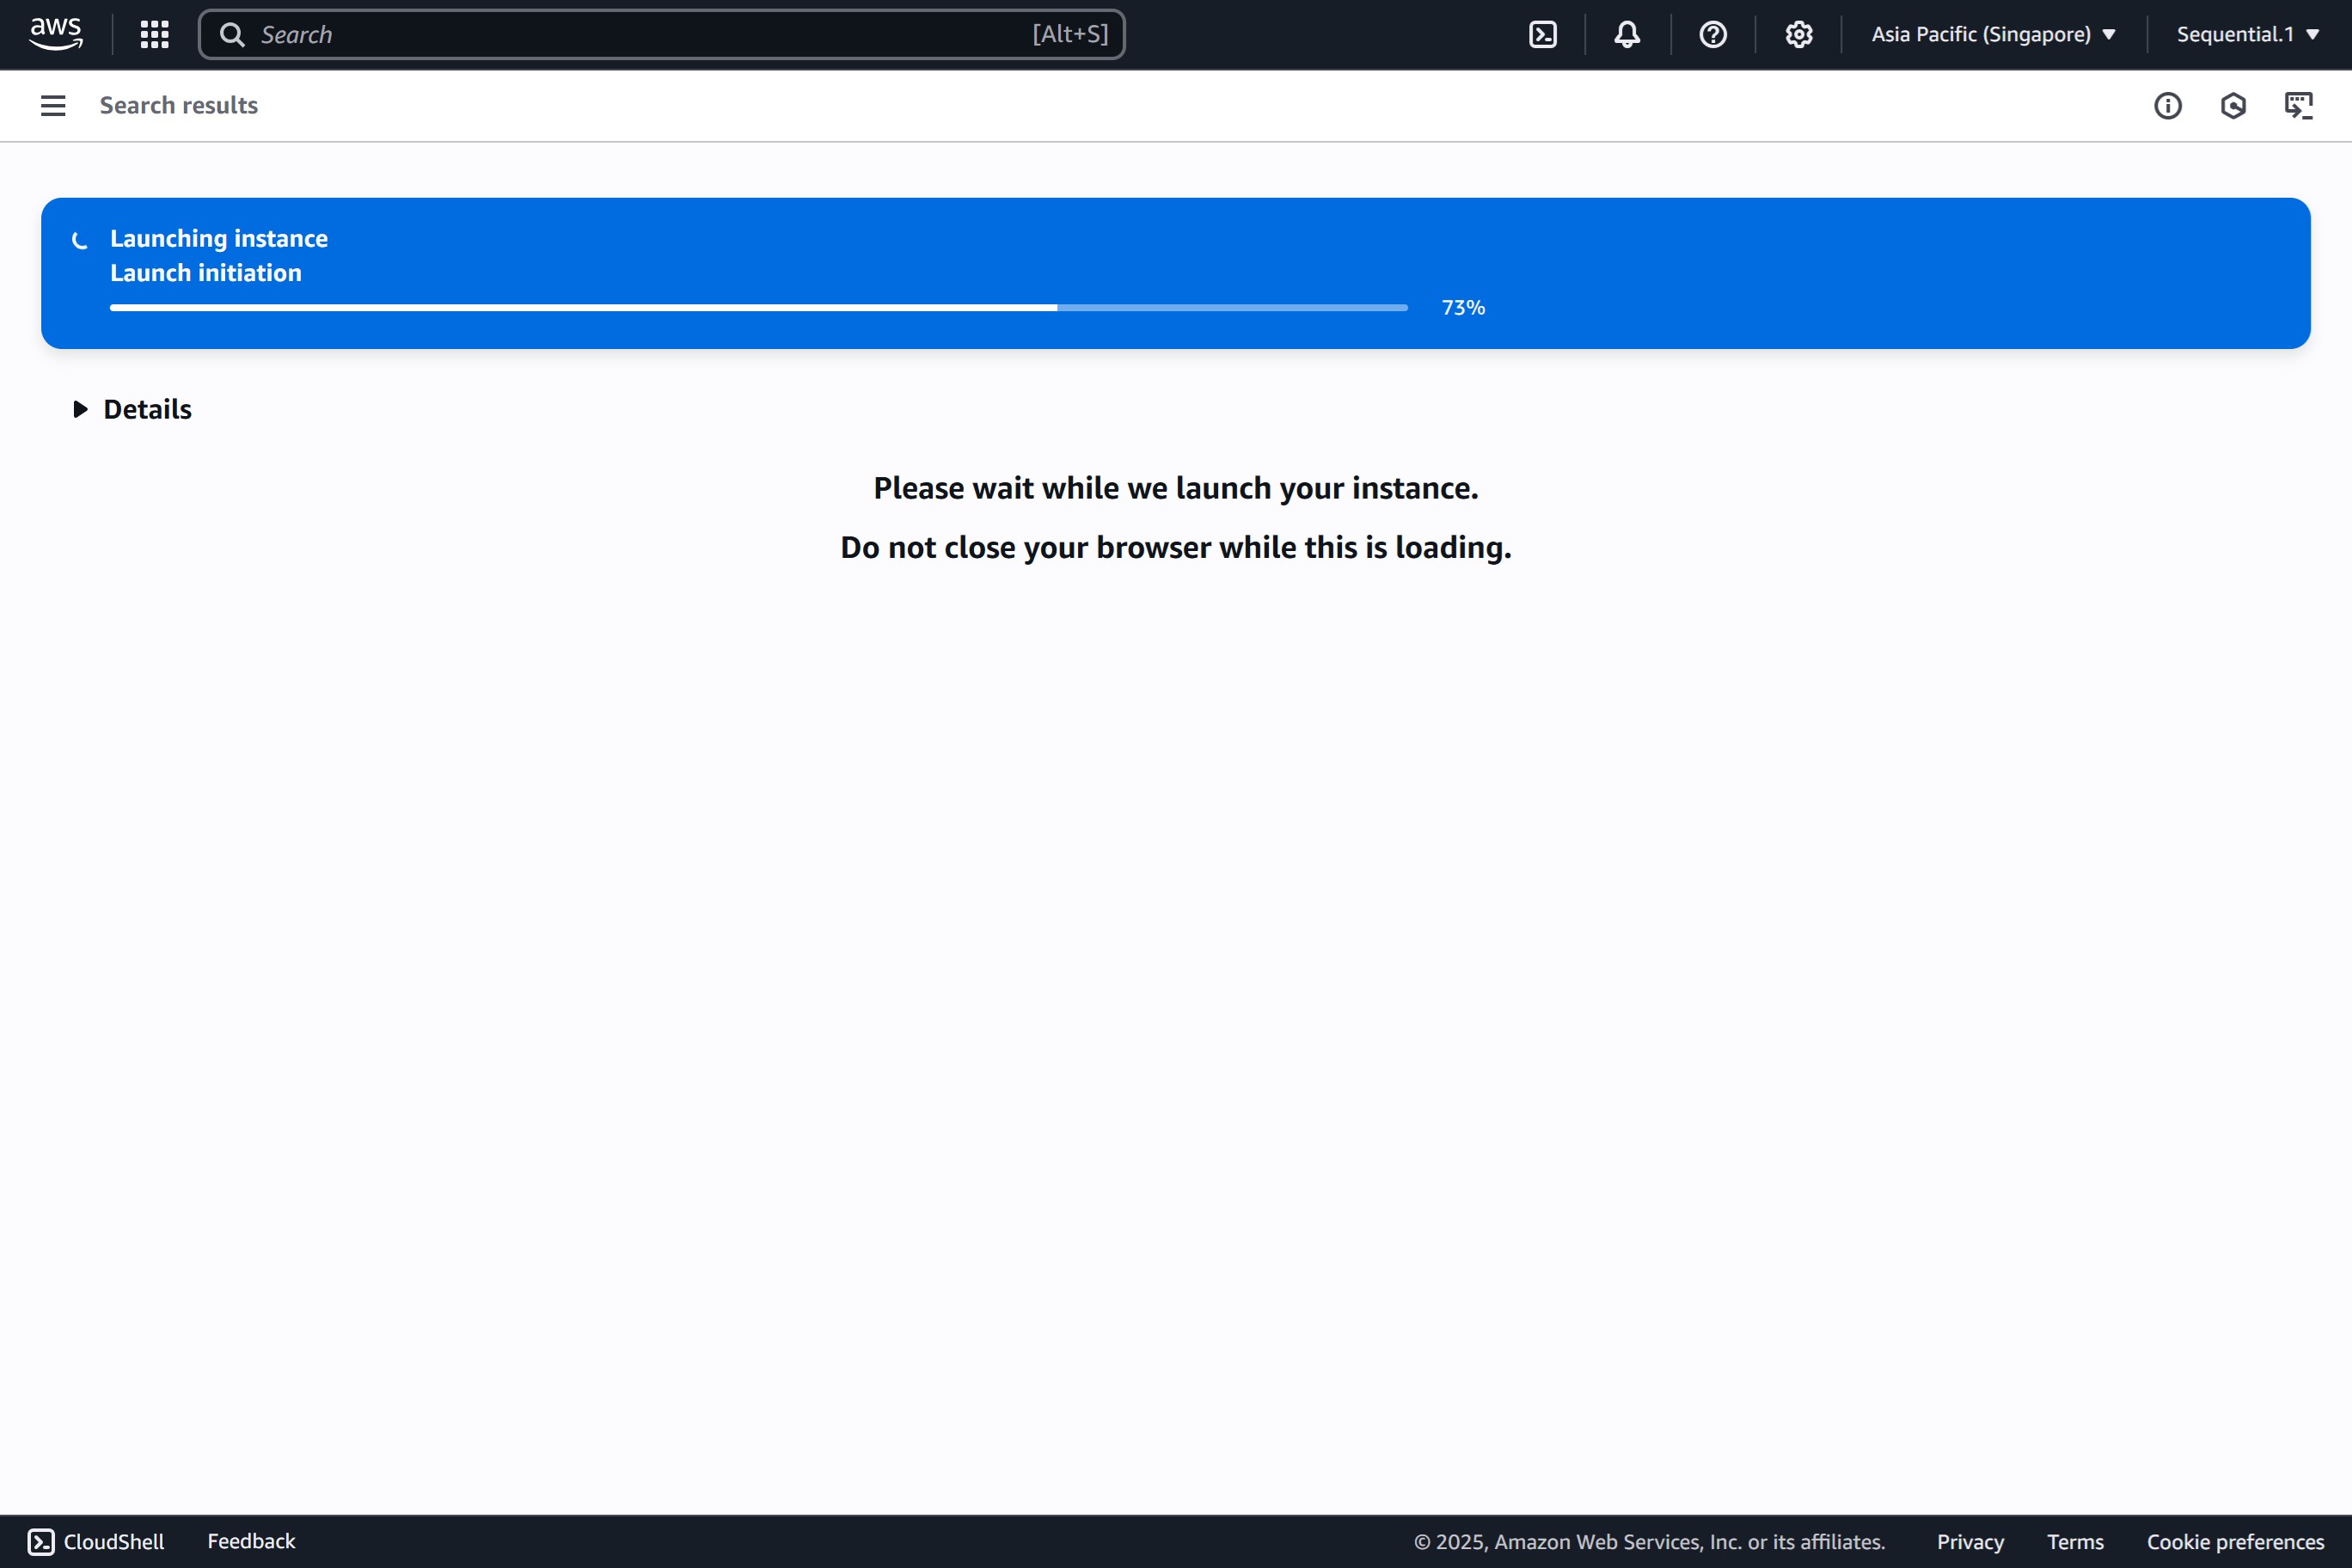 aws
Search [Alt+S]
Asia Pacific (Singapore)
Sequential.1
Search results
Launching instance
Launch initiation
73%
Details
Please wait while we launch your instance.
Do not close your browser while this is loading.
CloudShell
Feedback
© 2025, Amazon Web Services, Inc. or its affiliates.
Privacy
Terms
Cookie preferences